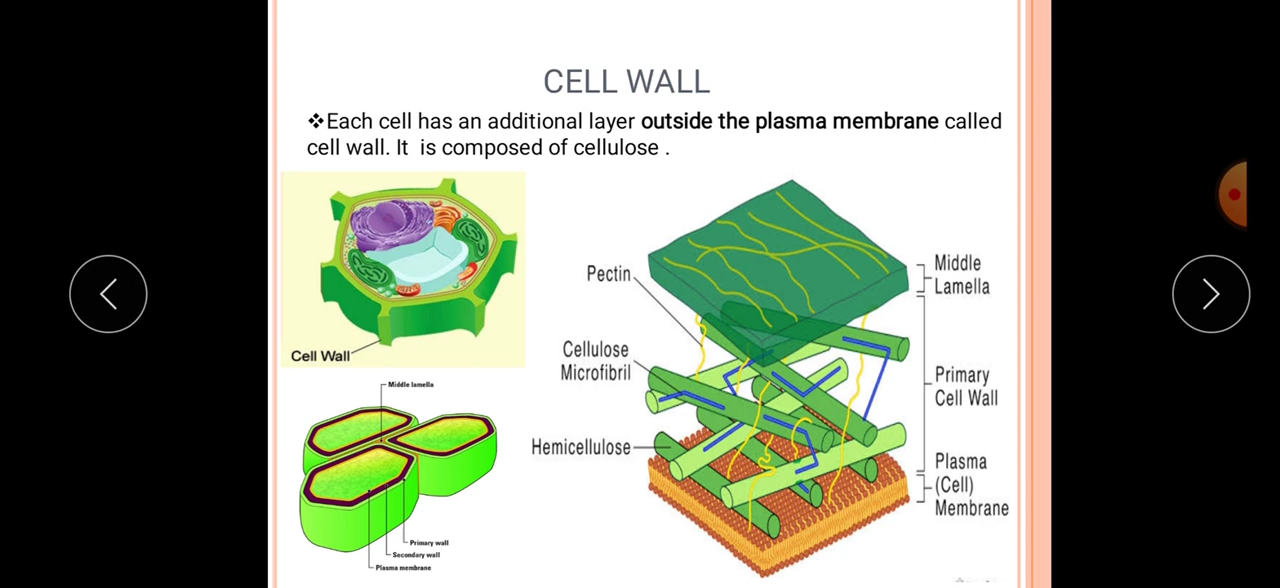 CELL WALL
❖Each cell has an additional layer outside the plasma membrane called
cell wall. It is composed of cellulose .
Cell Wall
Middle lamella
Primary wall
Secondary wall
Plasma membrane
Pectin
Cellulose
Microfibril
Hemicellulose
Middle
Lamella
Primary
Cell Wall
Plasma
(Cell)
Membrane